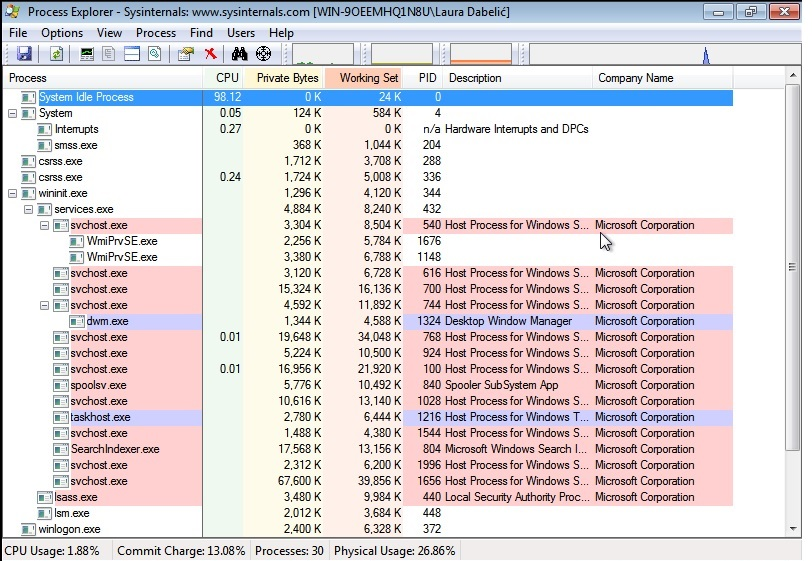 Process Explorer - Sysinternals: www.sysinternals.com [WIN-9OEEMHQ1N8U\Laura Dabelić]
File Options View Process Find Users Help
Process CPU Private Bytes Working Set PID Description Company Name
System Idle Process 98.12 0 K 24 K 0
System 0.05 124 K 584 K 4
Interrupts 0.27 0 K 0 K n/a Hardware Interrupts and DPCs
smss.exe 368 K 1,044 K 204
csrss.exe 1,712 K 3,708 K 288
csrss.exe 0.24 1,724 K 5,008 K 336
wininit.exe 1,296 K 4,120 K 344
services.exe 4,884 K 8,240 K 432
svchost.exe 3,304 K 8,504 K 540 Host Process for Windows S... Microsoft Corporation
WmiPrvSE.exe 2,256 K 5,784 K 1676
WmiPrvSE.exe 3,380 K 5,788 K 1148
svchost.exe 3,120 K 6,728 K 616 Host Process for Windows S... Microsoft Corporation
svchost.exe 15,324 K 16,136 K 700 Host Process for Windows S... Microsoft Corporation
svchost.exe 4,592 K 11,892 K 744 Host Process for Windows S... Microsoft Corporation
dwm.exe 1,344 K 4,588 K 1324 Desktop Window Manager Microsoft Corporation
svchost.exe 0.01 19,648 K 34,048 K 768 Host Process for Windows S... Microsoft Corporation
svchost.exe 5,224 K 10,500 K 924 Host Process for Windows S... Microsoft Corporation
svchost.exe 0.01 16,956 K 21,920 K 100 Host Process for Windows S... Microsoft Corporation
spoolsv.exe 5,776 K 10,492 K 840 Spooler SubSystem App Microsoft Corporation
svchost.exe 10,616 K 13,140 K 1028 Host Process for Windows S... Microsoft Corporation
taskhost.exe 2,780 K 6,444 K 1216 Host Process for Windows T... Microsoft Corporation
svchost.exe 1,488 K 4,380 K 1544 Host Process for Windows S... Microsoft Corporation
SearchIndexer.exe 17,568 K 13,156 K 804 Microsoft Windows Search I... Microsoft Corporation
svchost.exe 2,312 K 6,200 K 1996 Host Process for Windows S... Microsoft Corporation
svchost.exe 67,600 K 39,856 K 1656 Host Process for Windows S... Microsoft Corporation
lsass.exe 3,480 K 9,984 K 440 Local Security Authority Proc... Microsoft Corporation
lsm.exe 2,012 K 3,684 K 448
winlogon.exe 2,400 K 6,328 K 372
CPU Usage: 1.88% Commit Charge: 13.08% Processes: 30 Physical Usage: 26.86%